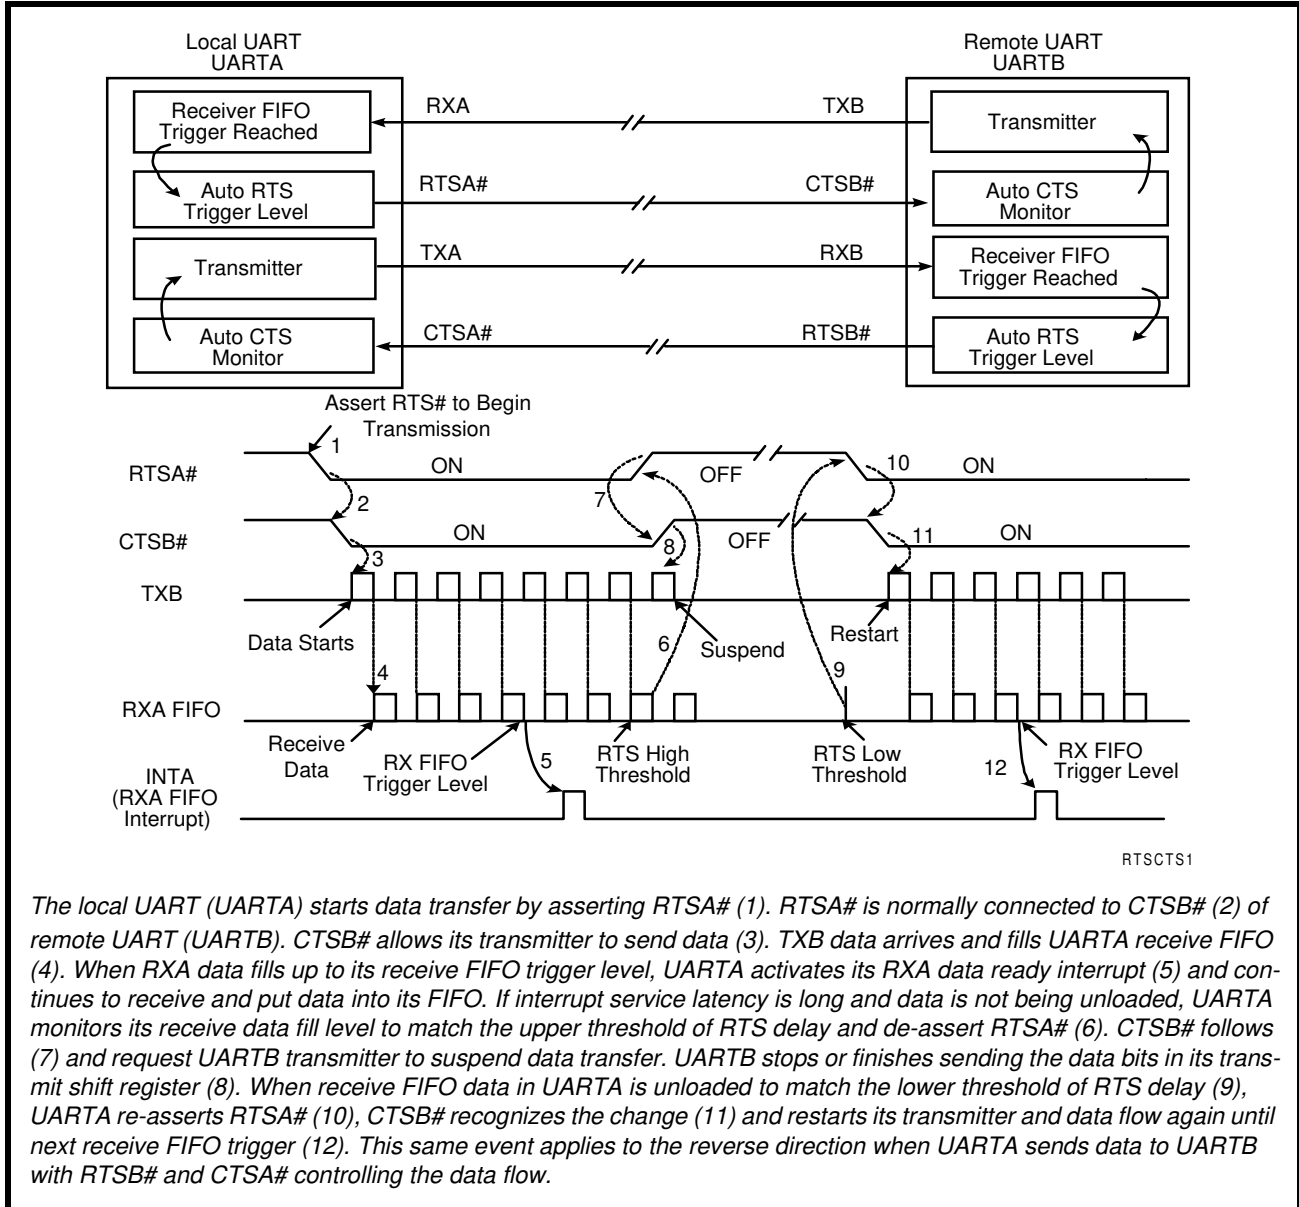 Local UART
UARTA
Remote UART
UARTB
Receiver FIFO
Trigger Reached
RXA
TXB
Transmitter
Auto RTS
Trigger Level
RTSA#
CTSB#
Auto CTS
Monitor
Transmitter
TXA
RXB
Receiver FIFO
Trigger Reached
Auto CTS
Monitor
CTSA#
RTSB#
Auto RTS
Trigger Level
Assert RTS# to Begin
Transmission
1
RTSA#
ON
OFF
10
ON
2
7
CTSB#
ON
8
OFF
11
ON
3
TXB
Data Starts
Suspend
Restart
4
6
9
RXA FIFO
Receive
Data
RX FIFO
Trigger Level
5
RTS High
Threshold
RTS Low
Threshold
12
RX FIFO
Trigger Level
INTA
(RXA FIFO
Interrupt)
RTSCTS1
The local UART (UARTA) starts data transfer by asserting RTSA# (1). RTSA# is normally connected to CTSB# (2) of
remote UART (UARTB). CTSB# allows its transmitter to send data (3). TXB data arrives and fills UARTA receive FIFO
(4). When RXA data fills up to its receive FIFO trigger level, UARTA activates its RXA data ready interrupt (5) and con-
tinues to receive and put data into its FIFO. If interrupt service latency is long and data is not being unloaded, UARTA
monitors its receive data fill level to match the upper threshold of RTS delay and de-assert RTSA# (6). CTSB# follows
(7) and request UARTB transmitter to suspend data transfer. UARTB stops or finishes sending the data bits in its trans-
mit shift register (8). When receive FIFO data in UARTA is unloaded to match the lower threshold of RTS delay (9),
UARTA re-asserts RTSA# (10), CTSB# recognizes the change (11) and restarts its transmitter and data flow again until
next receive FIFO trigger (12). This same event applies to the reverse direction when UARTA sends data to UARTB
with RTSB# and CTSA# controlling the data flow.